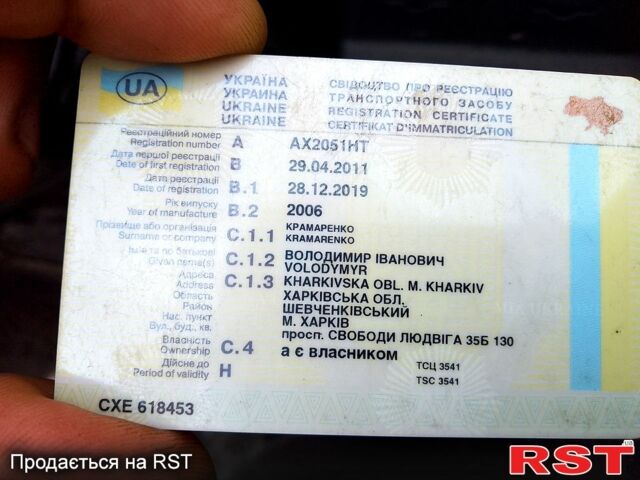 UA
УКРАЇНА
УКРАИНА
UKRAINE
UKRAINE
СВІДОЦТВО ПРО РЕЄСТРАЦІЮ
ТРАНСПОРТНОГО ЗАСОБУ
REGISTRATION CERTIFICATE
CERTIFIKAT D'IMMATRICULATION
Реєстраційний номер
Registration number A AX2051HT
Дата першої реєстрації
Date of first registration B 29.04.2011
Дата реєстрації
Date of registration B.1 28.12.2019
Рік випуску
Year of manufacture B.2 2006
Прізвище або організація
Surname or company C.1.1 КРАМАРЕНКО
KRAMARENKO
Ім'я та по батькові
Given name(s) C.1.2 ВОЛОДИМИР ІВАНОВИЧ
VOLODYMYR
Адреса
Address C.1.3 KHARKIVSKA OBL. M. KHARKIV
Область ХАРКІВСЬКА ОБЛ.
Район ШЕВЧЕНКІВСЬКИЙ
Нас. пункт М. ХАРКІВ
Вул., буд., кв. просп. СВОБОДИ ЛЮДВІГА 35Б 130
Власність
Ownership C.4 а є власником
Дійсне до
Period of validity H
ТСЦ 3541
TSC 3541
CXE 618453
Продається на RST
RST